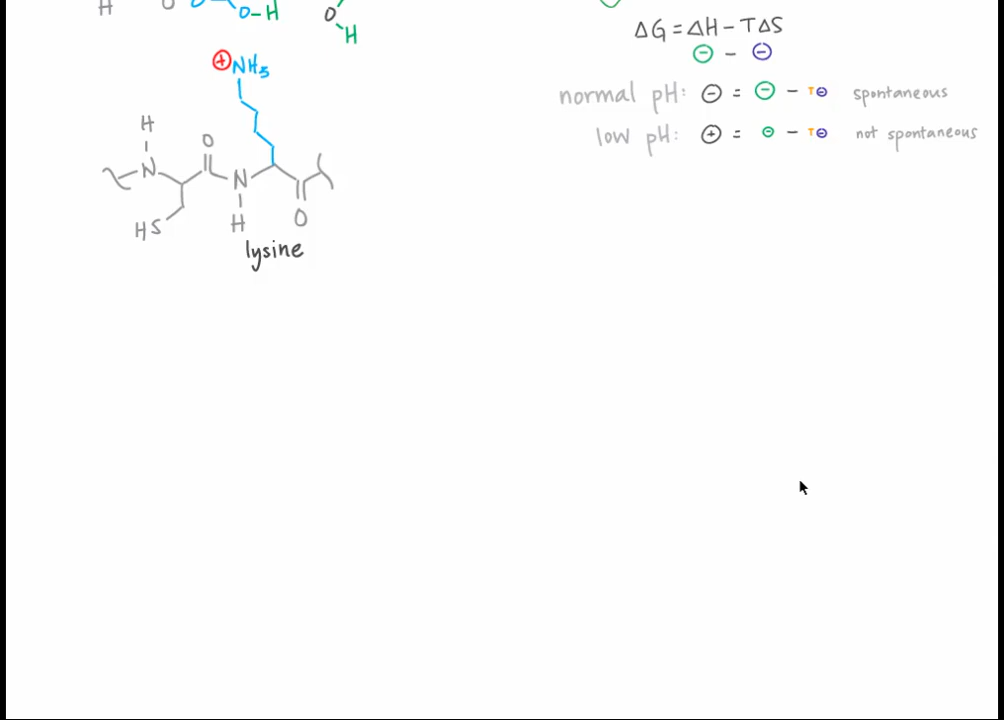 H O O O-H
O
H
ΔG = ΔH - TΔS
⊖ - ⊖
normal pH: ⊖ = ⊖ - T⊖ spontaneous
low pH: ⊕ = ⊖ - T⊖ not spontaneous
⊕NH3
H
O
N
N
HS
H
O
lysine